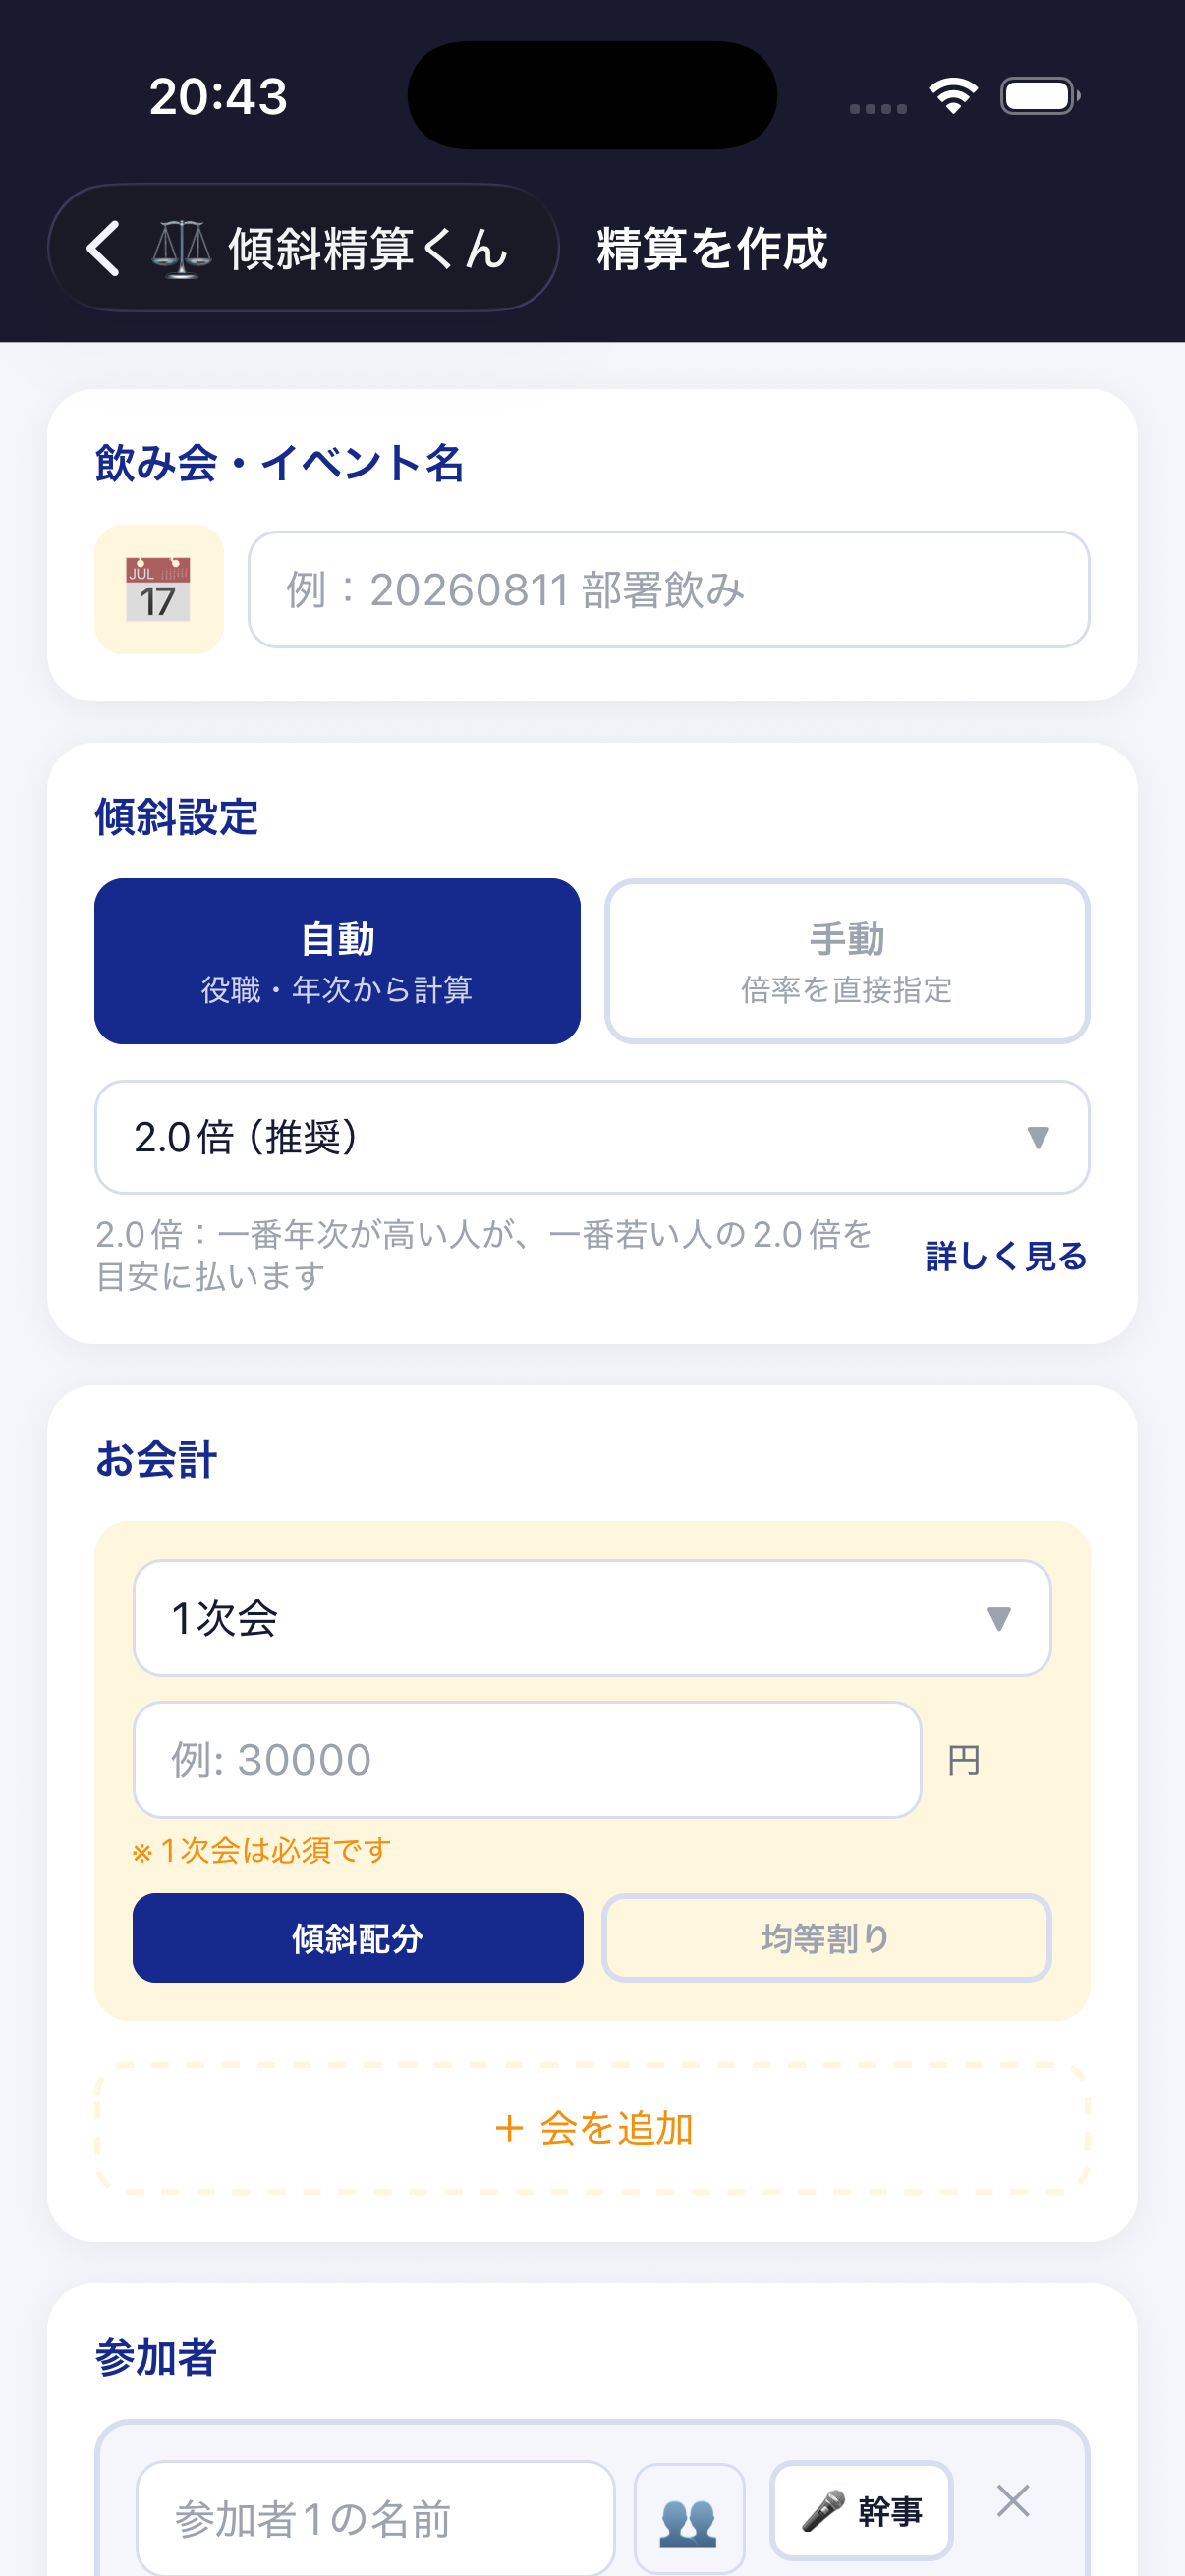 20:43
傾斜精算くん 精算を作成
飲み会・イベント名
JUL
17
例：20260811 部署飲み
傾斜設定
自動
役職・年次から計算
手動
倍率を直接指定
2.0倍（推奨）
2.0倍：一番年次が高い人が、一番若い人の2.0倍を
目安に払います
詳しく見る
お会計
1次会
例: 30000
円
※1次会は必須です
傾斜配分
均等割り
＋ 会を追加
参加者
参加者1の名前
幹事